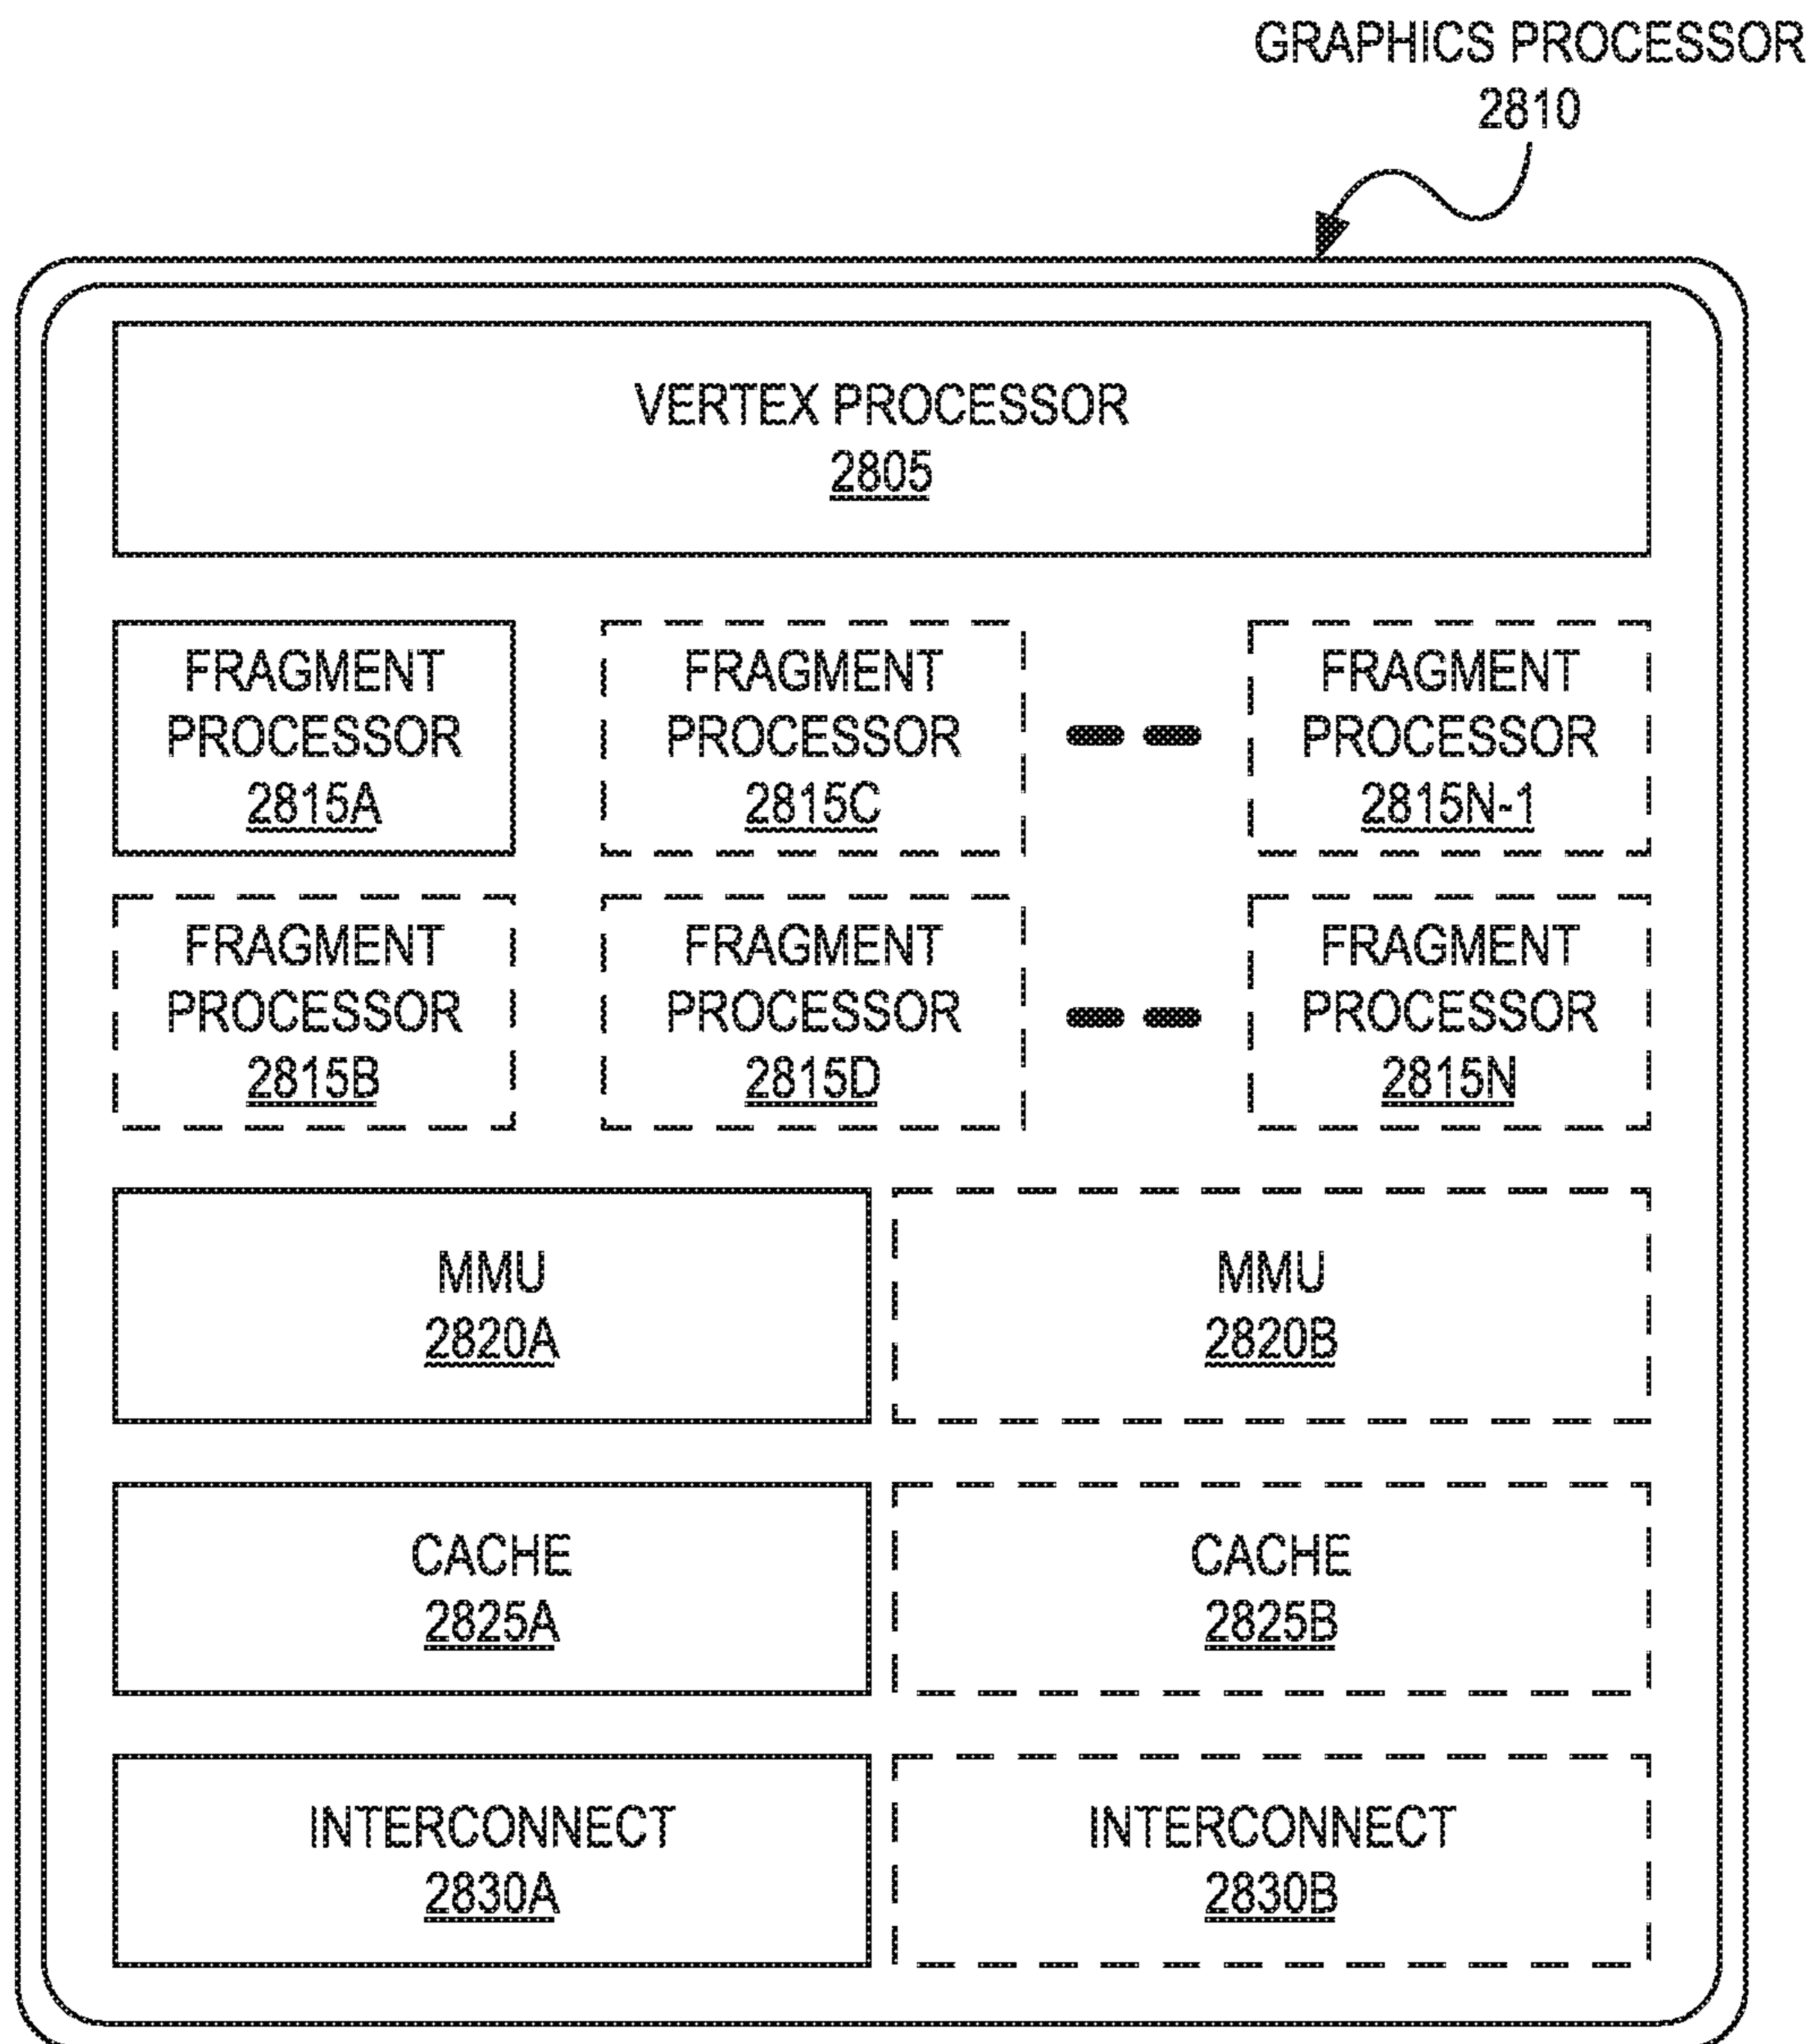 GRAPHICS PROCESSOR
2810
VERTEX PROCESSOR
2805
FRAGMENT
PROCESSOR
2815A
FRAGMENT
PROCESSOR
2815C
FRAGMENT
PROCESSOR
2815N-1
FRAGMENT
PROCESSOR
2815B
FRAGMENT
PROCESSOR
2815D
FRAGMENT
PROCESSOR
2815N
MMU
2820A
MMU
2820B
CACHE
2825A
CACHE
2825B
INTERCONNECT
2830A
INTERCONNECT
2830B